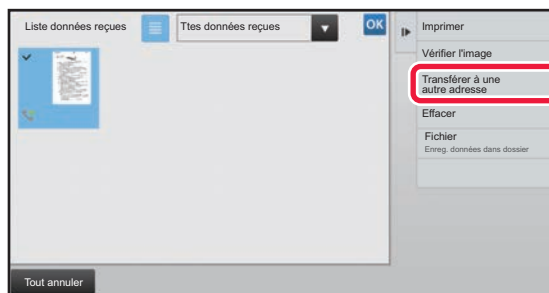 Liste données reçues
Ttes données reçues
OK
Imprimer
Vérifier l'image
Transférer à une
autre adresse
Effacer
Fichier
Enreg. données dans dossier
Tout annuler